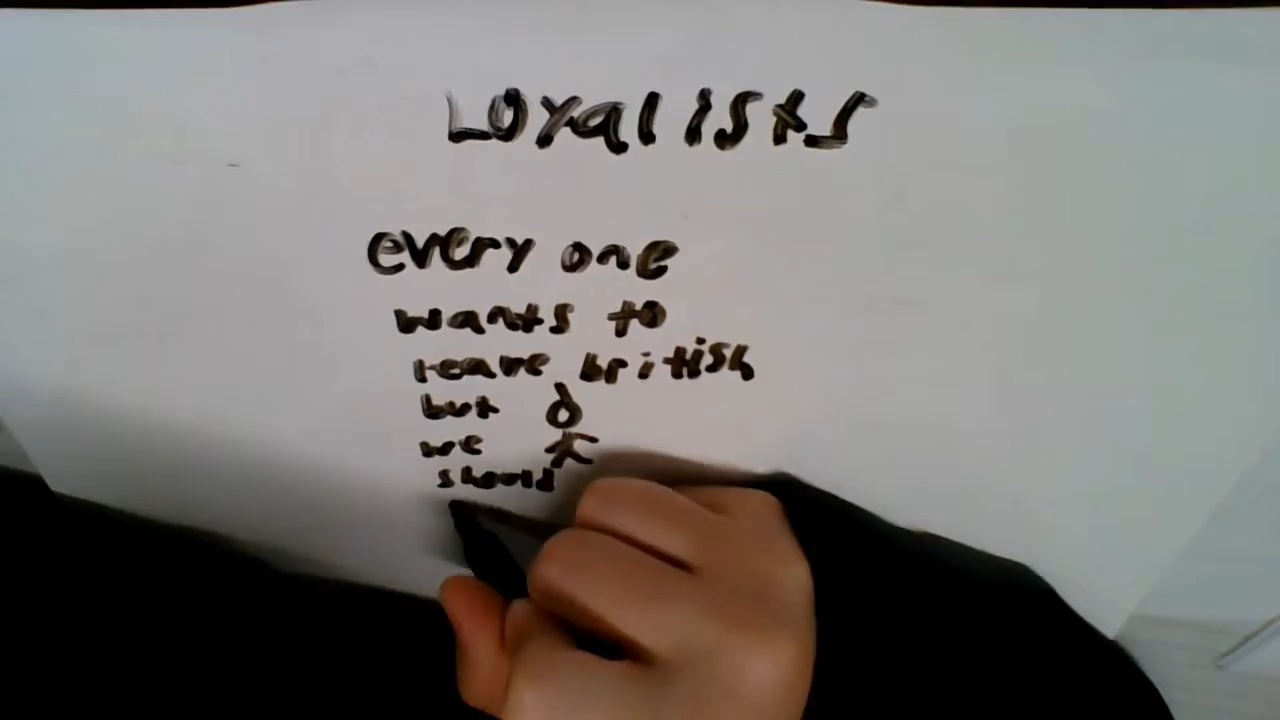 Loyalists
every one
wants to
leave british
but
we
should